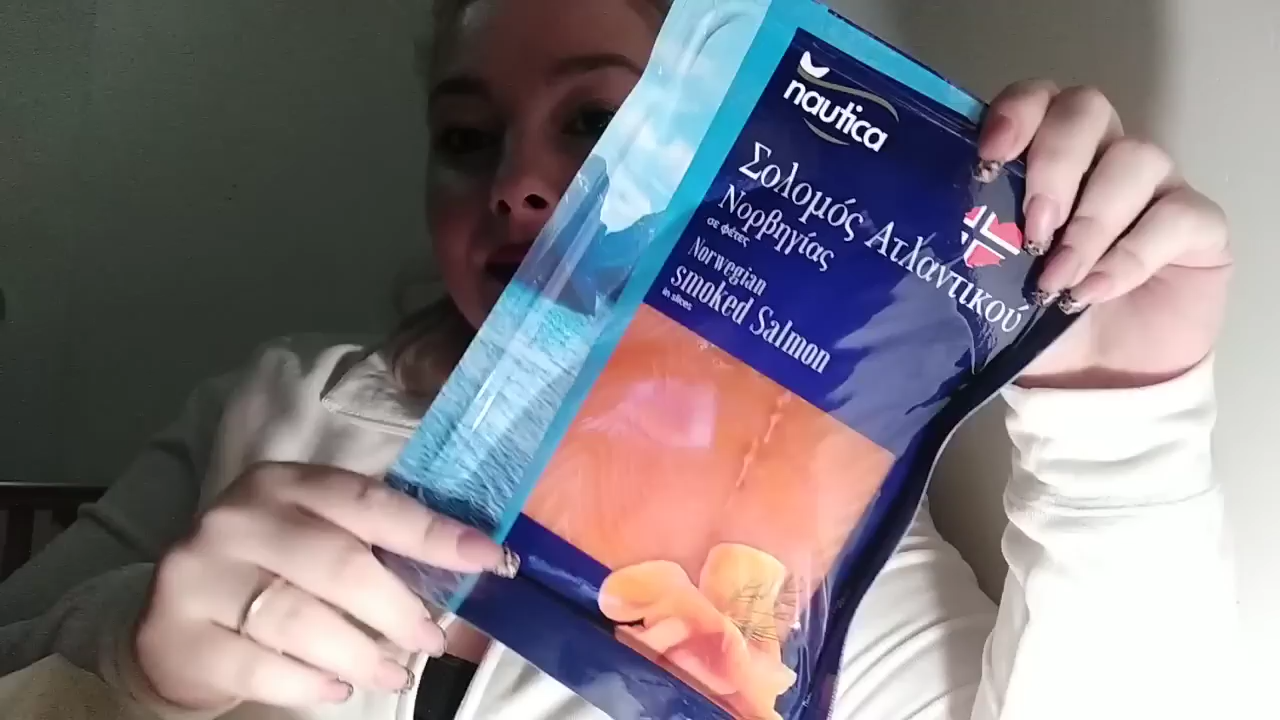 nautica
Σολομός Ατλαντικού
Νορβηγίας
σε φέτες
Norwegian
smoked Salmon
in slices